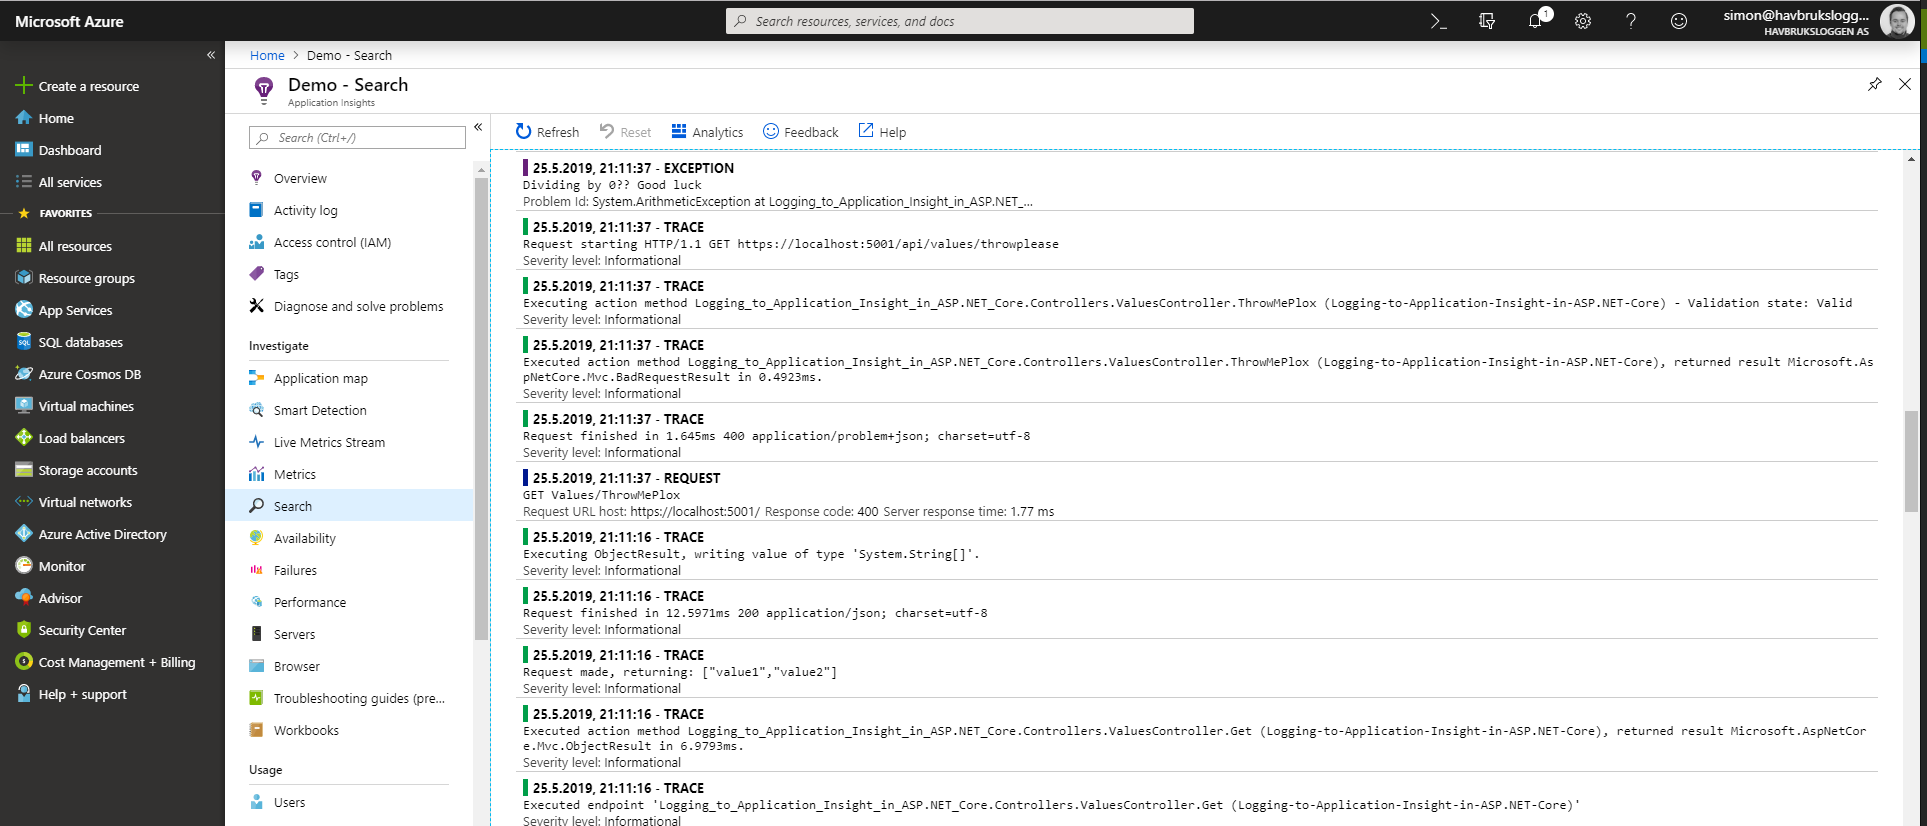 Microsoft Azure
Search resources, services, and docs
1
simon@havbrukslogg...
HAVBRUKSLOGGEN AS
Create a resource
Home
Dashboard
All services
FAVORITES
All resources
Resource groups
App Services
SQL databases
Azure Cosmos DB
Virtual machines
Load balancers
Storage accounts
Virtual networks
Azure Active Directory
Monitor
Advisor
Security Center
Cost Management + Billing
Help + support
Home > Demo - Search
Demo - Search
Application Insights
Search (Ctrl+/)
Overview
Activity log
Access control (IAM)
Tags
Diagnose and solve problems
Investigate
Application map
Smart Detection
Live Metrics Stream
Metrics
Search
Availability
Failures
Performance
Servers
Browser
Troubleshooting guides (pre...
Workbooks
Usage
Users
Refresh Reset Analytics Feedback Help
25.5.2019, 21:11:37 - EXCEPTION
Dividing by 0?? Good luck
Problem Id: System.ArithmeticException at Logging_to_Application_Insight_in_ASP.NET_...
25.5.2019, 21:11:37 - TRACE
Request starting HTTP/1.1 GET https://localhost:5001/api/values/throwplease
Severity level: Informational
25.5.2019, 21:11:37 - TRACE
Executing action method Logging_to_Application_Insight_in_ASP.NET_Core.Controllers.ValuesController.ThrowMePlox (Logging-to-Application-Insight-in-ASP.NET-Core) - Validation state: Valid
Severity level: Informational
25.5.2019, 21:11:37 - TRACE
Executed action method Logging_to_Application_Insight_in_ASP.NET_Core.Controllers.ValuesController.ThrowMePlox (Logging-to-Application-Insight-in-ASP.NET-Core), returned result Microsoft.As
pNetCore.Mvc.BadRequestResult in 0.4923ms.
Severity level: Informational
25.5.2019, 21:11:37 - TRACE
Request finished in 1.645ms 400 application/problem+json; charset=utf-8
Severity level: Informational
25.5.2019, 21:11:37 - REQUEST
GET Values/ThrowMePlox
Request URL host: https://localhost:5001/ Response code: 400 Server response time: 1.77 ms
25.5.2019, 21:11:16 - TRACE
Executing ObjectResult, writing value of type 'System.String[]'.
Severity level: Informational
25.5.2019, 21:11:16 - TRACE
Request finished in 12.5971ms 200 application/json; charset=utf-8
Severity level: Informational
25.5.2019, 21:11:16 - TRACE
Request made, returning: ["value1","value2"]
Severity level: Informational
25.5.2019, 21:11:16 - TRACE
Executed action method Logging_to_Application_Insight_in_ASP.NET_Core.Controllers.ValuesController.Get (Logging-to-Application-Insight-in-ASP.NET-Core), returned result Microsoft.AspNetCor
e.Mvc.ObjectResult in 6.9793ms.
Severity level: Informational
25.5.2019, 21:11:16 - TRACE
Executed endpoint 'Logging_to_Application_Insight_in_ASP.NET_Core.Controllers.ValuesController.Get (Logging-to-Application-Insight-in-ASP.NET-Core)'
Severity level: Informational